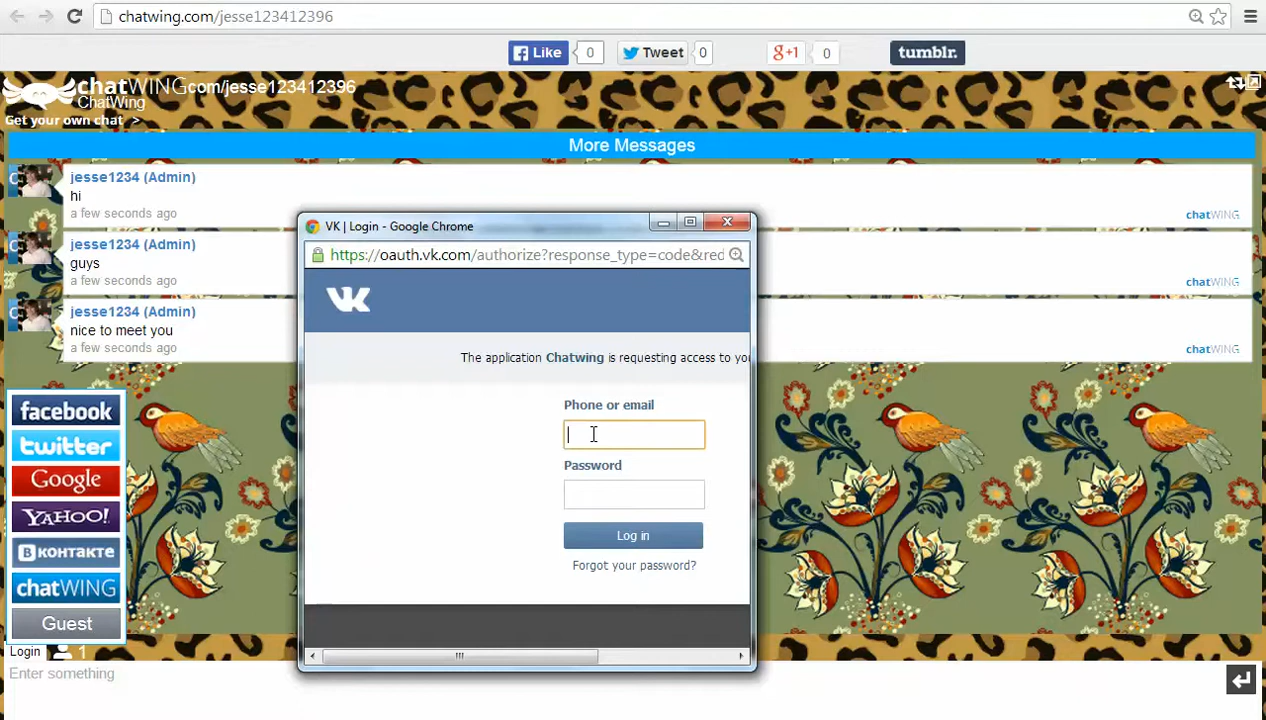 chatwing.com/jesse123412396
Like 0 Tweet 0 g+1 0 tumblr.
chatWING com/jesse123412396
ChatWing
Get your own chat >
More Messages
jesse1234 (Admin)
hi
a few seconds ago
chatWING
jesse1234 (Admin)
guys
a few seconds ago
chatWING
jesse1234 (Admin)
nice to meet you
a few seconds ago
chatWING
VK | Login - Google Chrome
https://oauth.vk.com/authorize?response_type=code&red
The application Chatwing is requesting access to you
Phone or email
Password
Log in
Forgot your password?
facebook
twitter
Google
YAHOO!
В контакте
chatWING
Guest
Login 1
Enter something